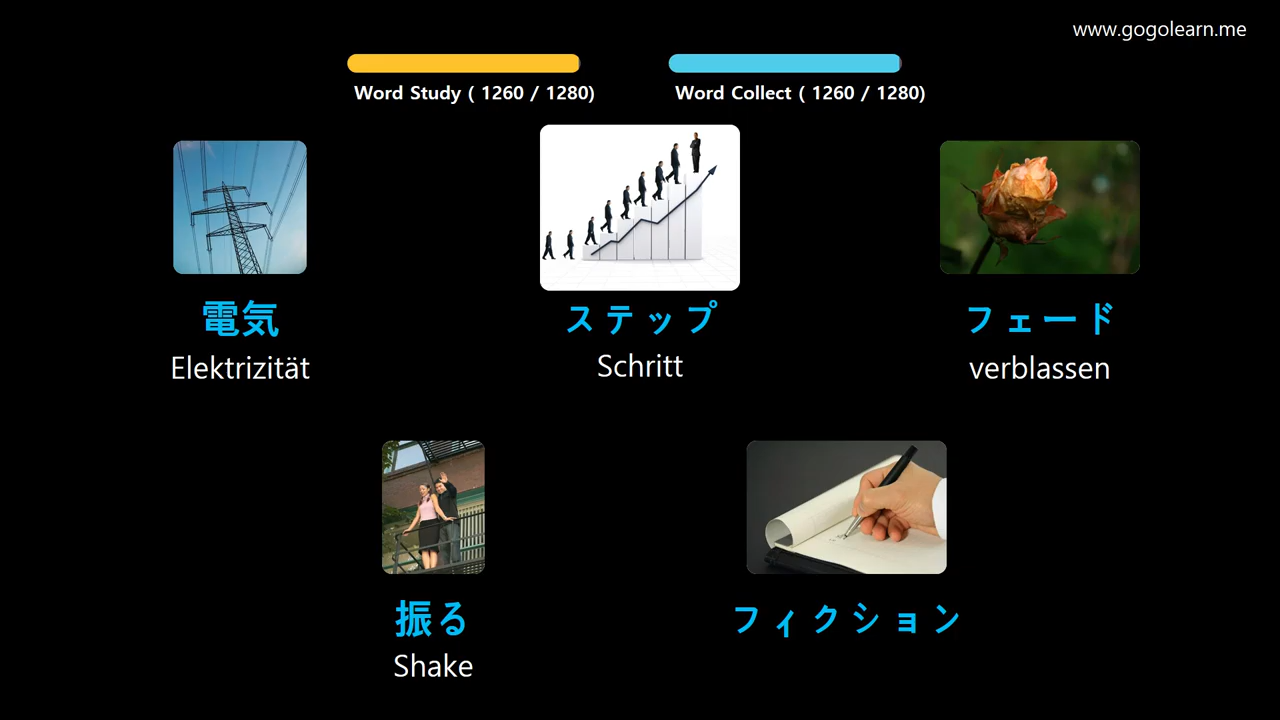 www.gogolearn.me
Word Study ( 1260 / 1280)
Word Collect ( 1260 / 1280)
電気
Elektrizität
ステップ
Schritt
フェード
verblassen
振る
Shake
フィクション